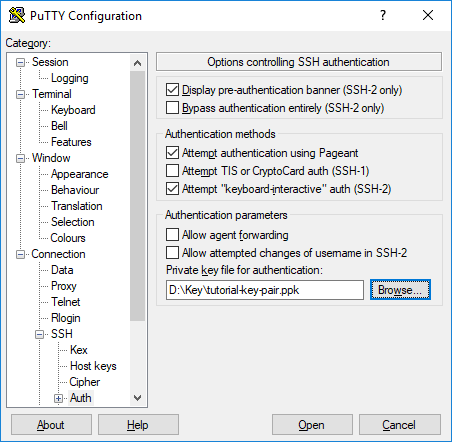 PuTTY Configuration
?
Category:
Session
Logging
Terminal
Keyboard
Bell
Features
Window
Appearance
Behaviour
Translation
Selection
Colours
Connection
Data
Proxy
Telnet
Rlogin
SSH
Kex
Host keys
Cipher
Auth
Options controlling SSH authentication
Display pre-authentication banner (SSH-2 only)
Bypass authentication entirely (SSH-2 only)
Authentication methods
Attempt authentication using Pageant
Attempt TIS or CryptoCard auth (SSH-1)
Attempt "keyboard-interactive" auth (SSH-2)
Authentication parameters
Allow agent forwarding
Allow attempted changes of username in SSH-2
Private key file for authentication:
D:\Key\tutorial-key-pair.ppk
Browse...
About
Help
Open
Cancel